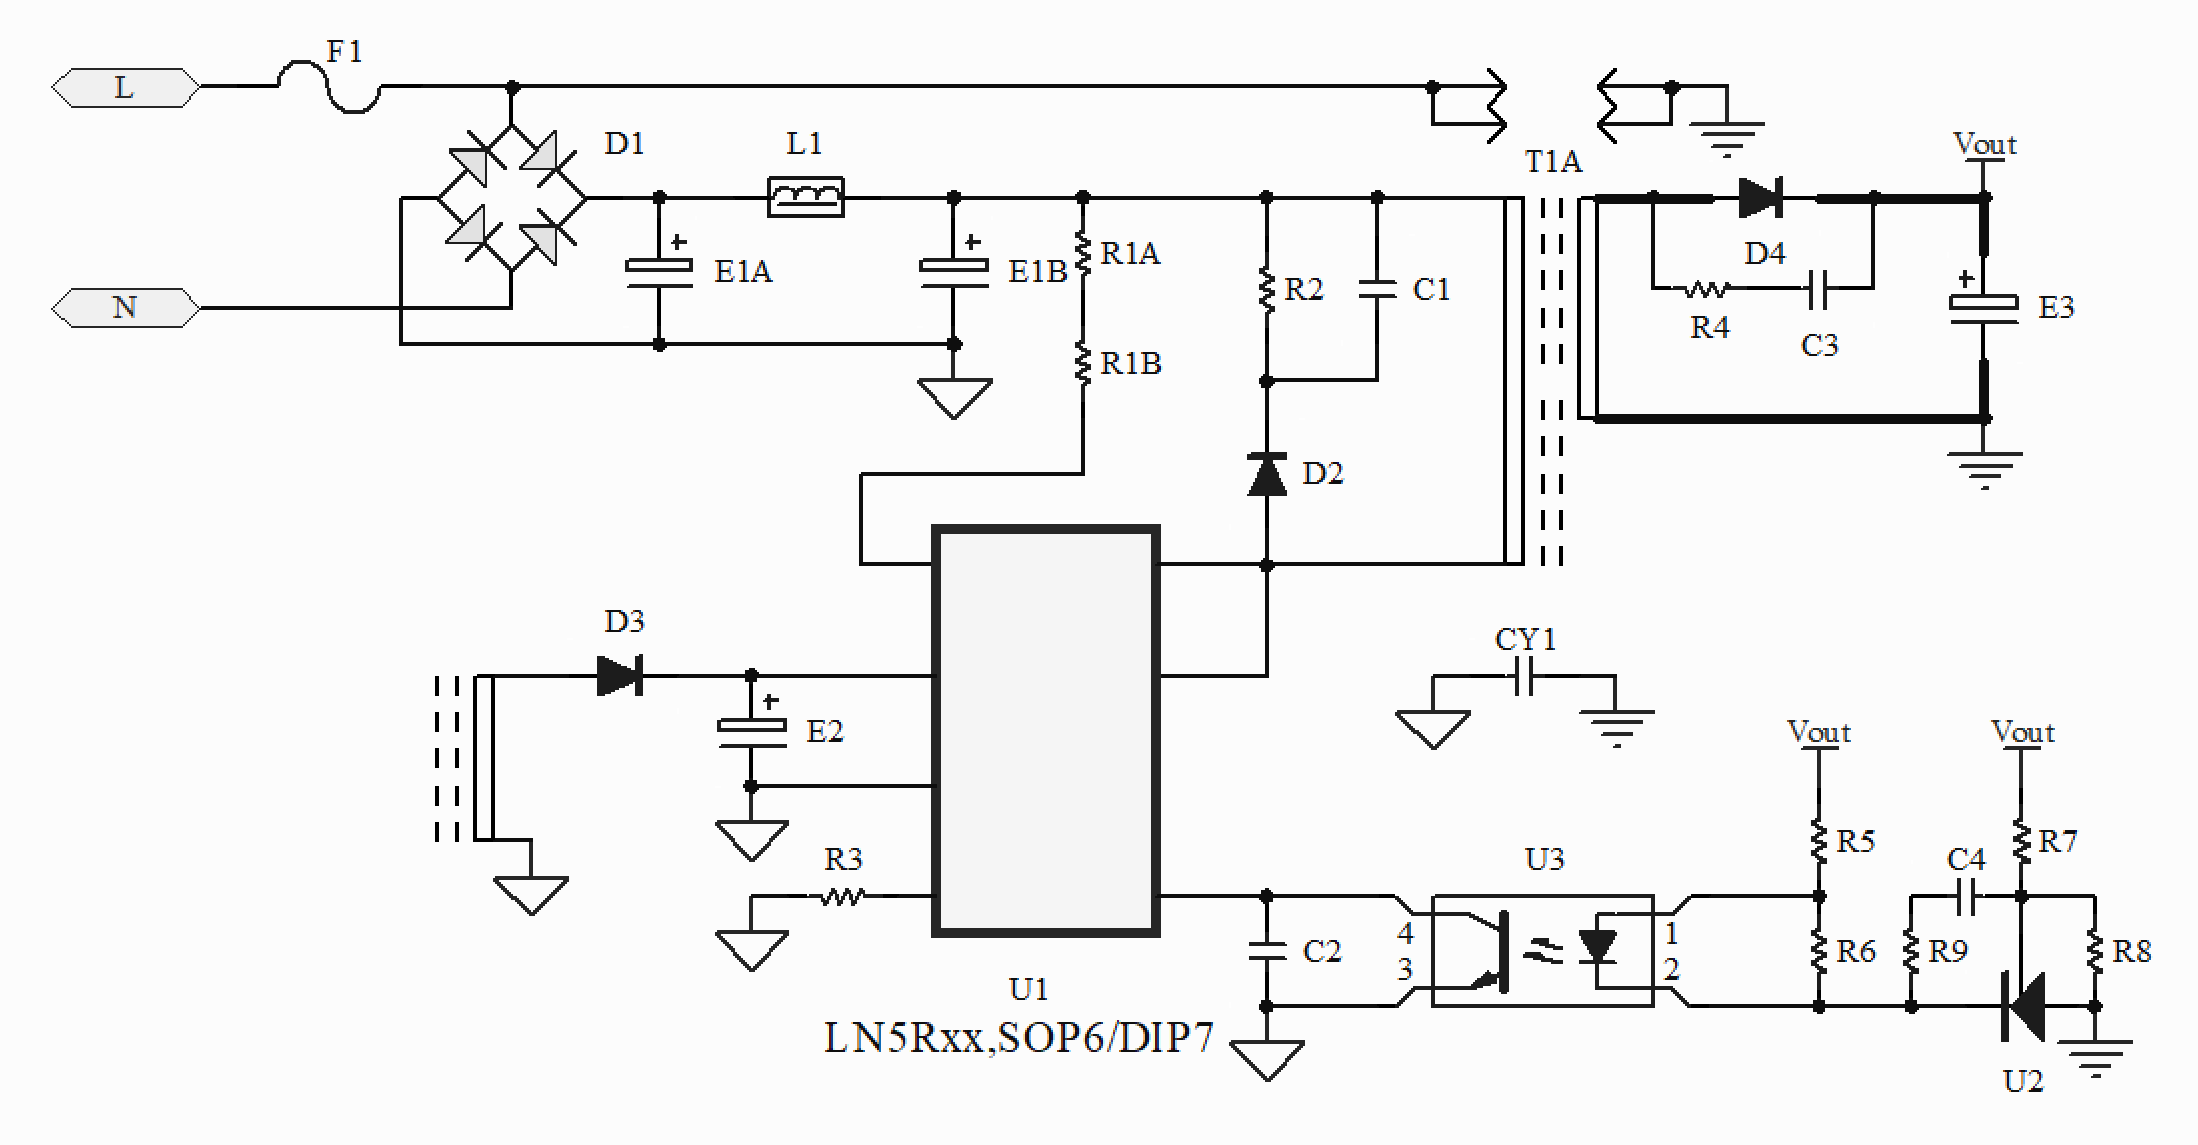 F1
L
D1
L1
T1A
Vout
R1A
D4
E1A
E1B
R2
C1
N
E3
R4
C3
R1B
D2
D3
CY1
E2
Vout
Vout
R5
R7
R3
U3
C4
4
1
C2
R6
R9
R8
3
2
U1
LN5Rxx,SOP6/DIP7
U2